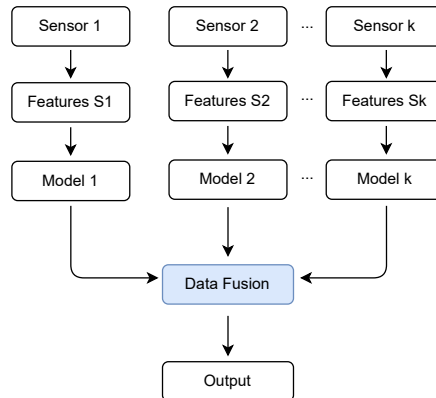 Sensor 1 Sensor 2 ... Sensor k
Features S1 Features S2 ... Features Sk
Model 1 Model 2 ... Model k
Data Fusion
Output